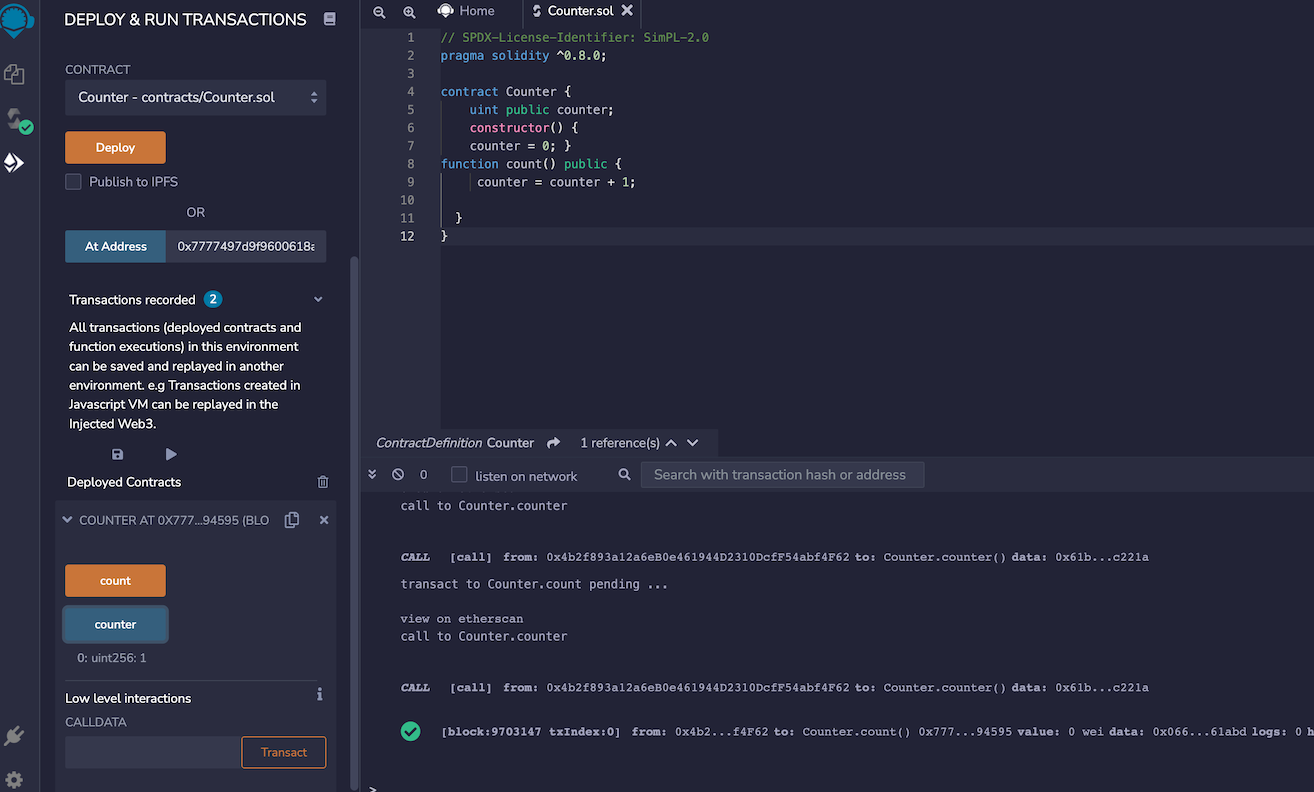 DEPLOY & RUN TRANSACTIONS
CONTRACT
Counter - contracts/Counter.sol
Deploy
Publish to IPFS
OR
At Address 0x7777497d9f9600618a
Transactions recorded 2
All transactions (deployed contracts and
function executions) in this environment
can be saved and replayed in another
environment. e.g Transactions created in
Javascript VM can be replayed in the
Injected Web3.
Deployed Contracts
COUNTER AT 0X777...94595 (BLO
count
counter
0: uint256: 1
Low level interactions
i
CALLDATA
Transact
Home Counter.sol
1 // SPDX-License-Identifier: SimPL-2.0
2 pragma solidity ^0.8.0;
3
4 contract Counter {
5 uint public counter;
6 constructor() {
7 counter = 0; }
8 function count() public {
9 counter = counter + 1;
10
11 }
12 }
ContractDefinition Counter 1 reference(s)
0 listen on network Search with transaction hash or address
call to Counter.counter
CALL [call] from: 0x4b2f893a12a6eB0e461944D2310DcfF54abf4F62 to: Counter.counter() data: 0x61b...c221a
transact to Counter.count pending ...
view on etherscan
call to Counter.counter
CALL [call] from: 0x4b2f893a12a6eB0e461944D2310DcfF54abf4F62 to: Counter.counter() data: 0x61b...c221a
[block:9703147 txIndex:0] from: 0x4b2...f4F62 to: Counter.count() 0x777...94595 value: 0 wei data: 0x066...61abd logs: 0 h
>